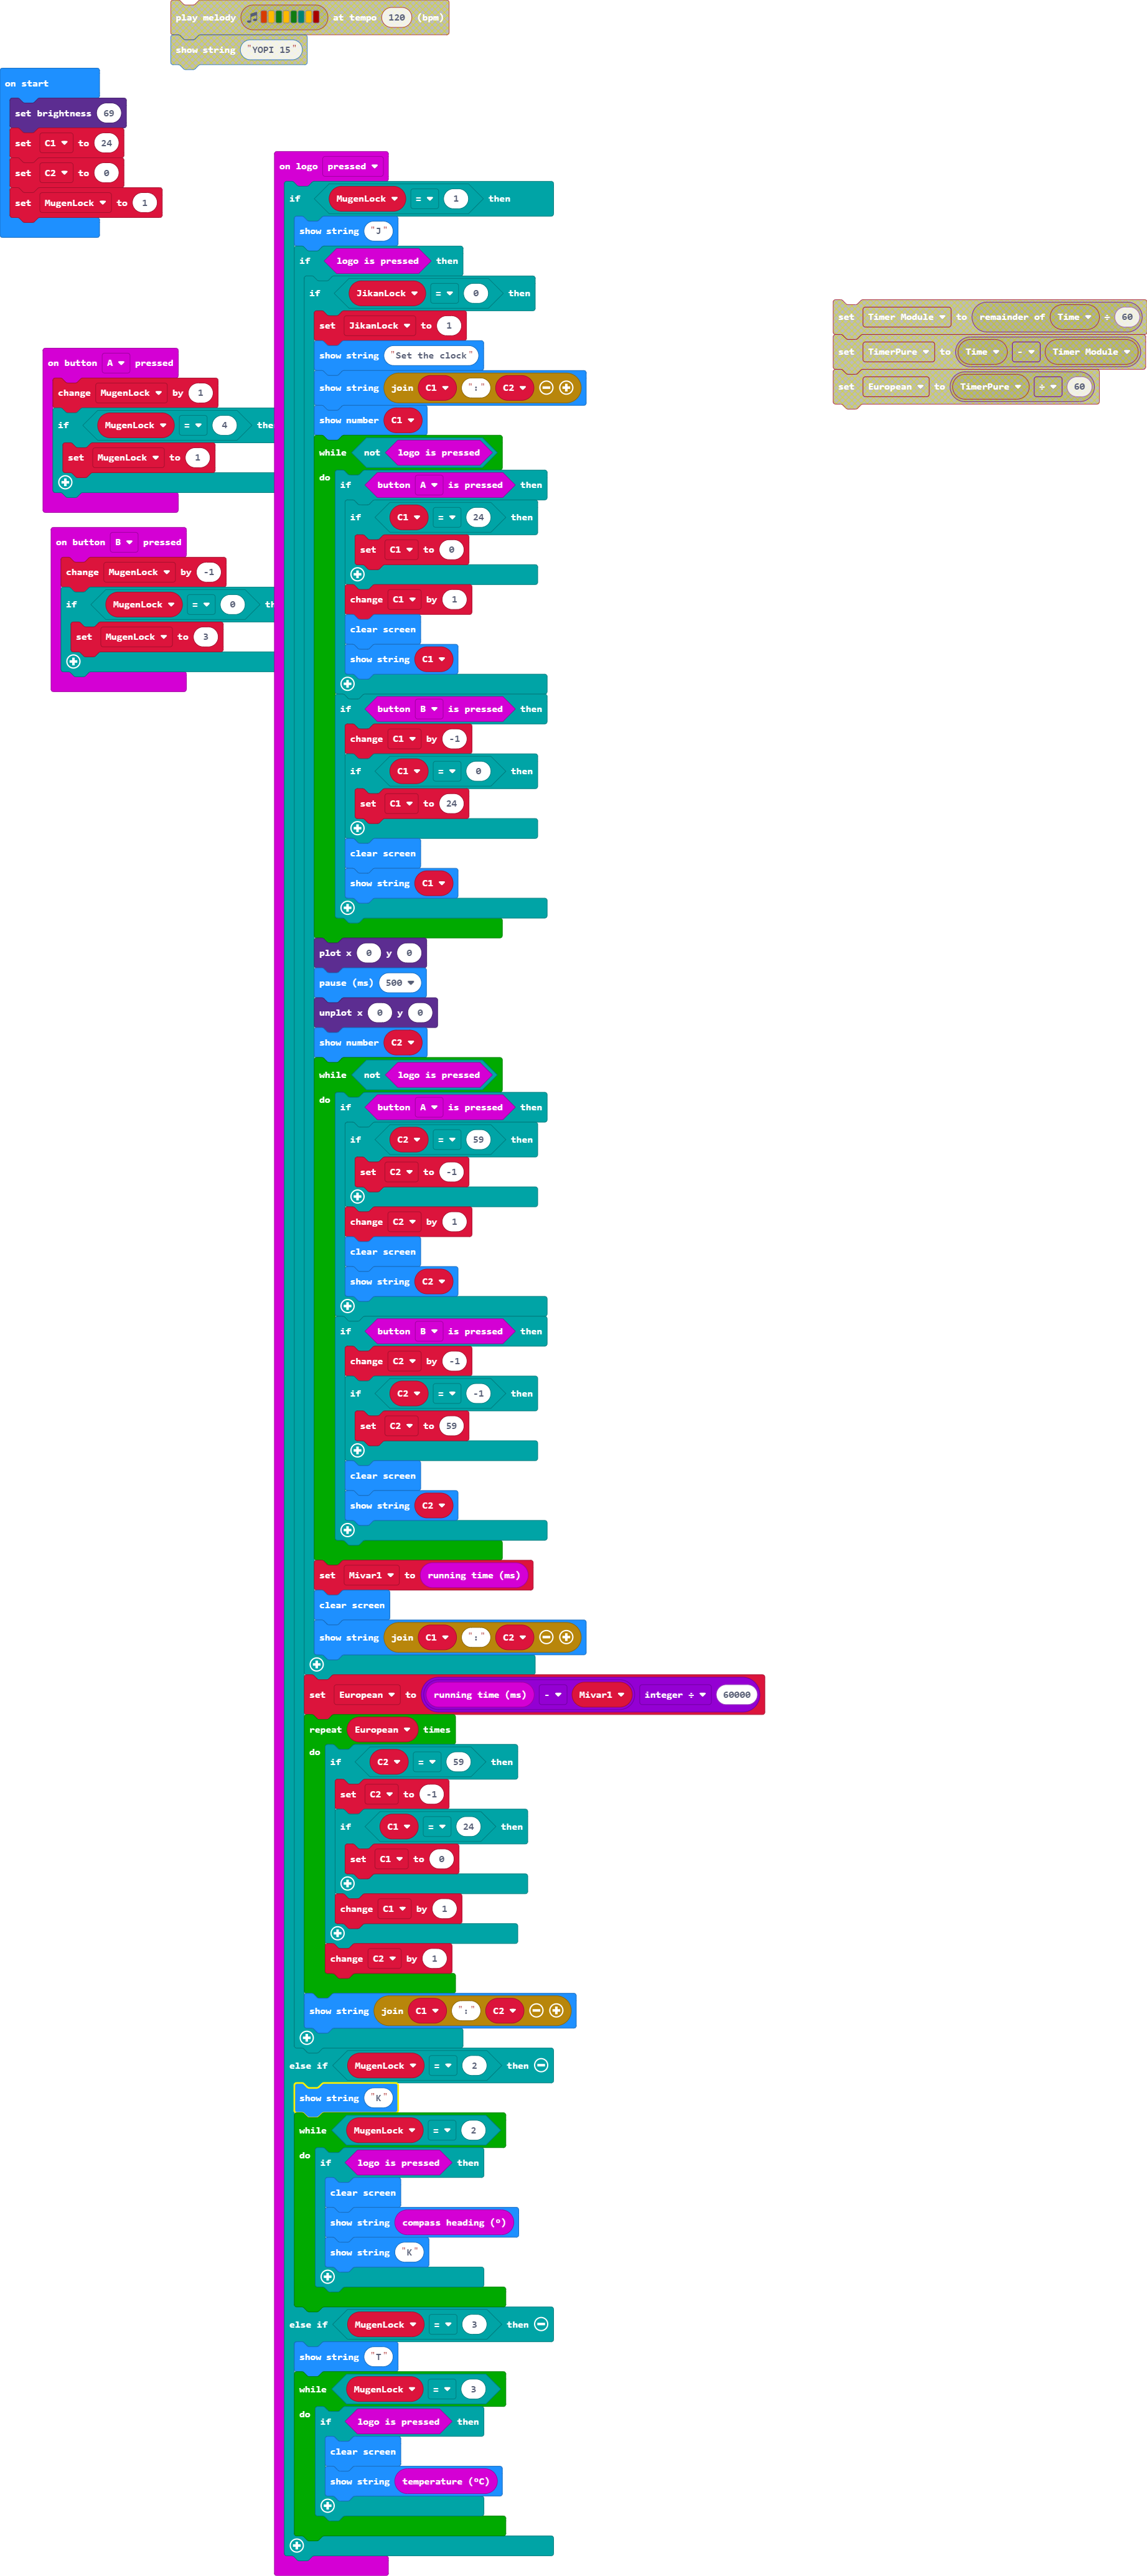 play melody at tempo 120 (bpm)
show string "YOPI 15"
on start
set brightness 69
set C1 to 24
set C2 to 0
set MugenLock to 1
on button A pressed
change MugenLock by 1
if MugenLock = 4 the
set MugenLock to 1
on button B pressed
change MugenLock by -1
if MugenLock = 0 th
set MugenLock to 3
on logo pressed
if MugenLock = 1 then
show string "J"
if logo is pressed then
if JikanLock = 0 then
set JikanLock to 1
show string "Set the clock"
show string join C1 ":" C2
show number C1
while not logo is pressed
do if button A is pressed then
if C1 = 24 then
set C1 to 0
change C1 by 1
clear screen
show string C1
if button B is pressed then
change C1 by -1
if C1 = 0 then
set C1 to 24
clear screen
show string C1
plot x 0 y 0
pause (ms) 500
unplot x 0 y 0
show number C2
while not logo is pressed
do if button A is pressed then
if C2 = 59 then
set C2 to -1
change C2 by 1
clear screen
show string C2
if button B is pressed then
change C2 by -1
if C2 = -1 then
set C2 to 59
clear screen
show string C2
set Mivar1 to running time (ms)
clear screen
show string join C1 ":" C2
set European to running time (ms) - Mivar1 integer ÷ 60000
repeat European times
do if C2 = 59 then
set C2 to -1
if C1 = 24 then
set C1 to 0
change C1 by 1
change C2 by 1
show string join C1 ":" C2
else if MugenLock = 2 then
show string "K"
while MugenLock = 2
do if logo is pressed then
clear screen
show string compass heading (º)
show string "K"
else if MugenLock = 3 then
show string "T"
while MugenLock = 3
do if logo is pressed then
clear screen
show string temperature (ºC)
set Timer Module to remainder of Time ÷ 60
set TimerPure to Time - Timer Module
set European to TimerPure ÷ 60